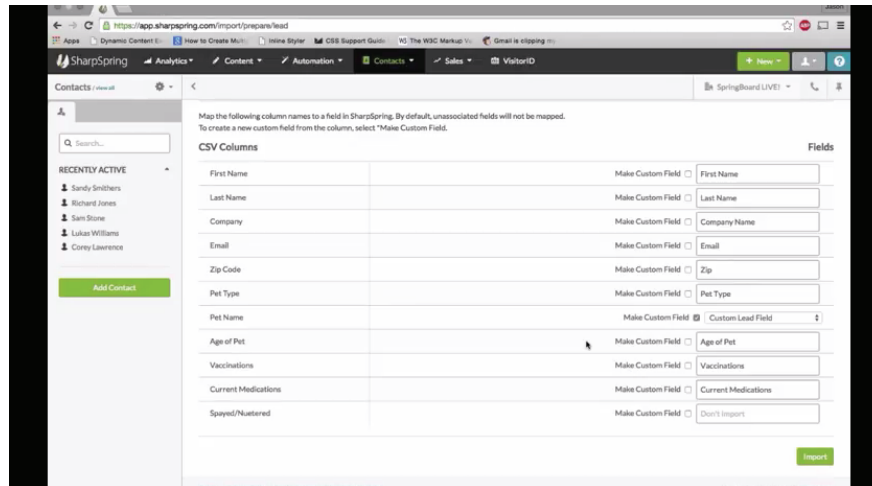 Jason
https://app.sharpspring.com/import/prepare/lead
Apps Dynamic Content E How to Create Multi Inline Styler CSS Support Guide W3 The W3C Markup V Gmail is clipping m
SharpSpring Analytics Content Automation Contacts Sales VisitorID + New ?
Contacts / view all SpringBoard LIVE!
Map the following column names to a field in SharpSpring. By default, unassociated fields will not be mapped.
To create a new custom field from the column, select "Make Custom Field.
Search...
CSV Columns Fields
RECENTLY ACTIVE
Sandy Smithers
Richard Jones
Sam Stone
Lukas Williams
Corey Lawrence
Add Contact
First Name Make Custom Field First Name
Last Name Make Custom Field Last Name
Company Make Custom Field Company Name
Email Make Custom Field Email
Zip Code Make Custom Field Zip
Pet Type Make Custom Field Pet Type
Pet Name Make Custom Field Custom Lead Field
Age of Pet Make Custom Field Age of Pet
Vaccinations Make Custom Field Vaccinations
Current Medications Make Custom Field Current Medications
Spayed/Nuetered Make Custom Field Don't Import
Import